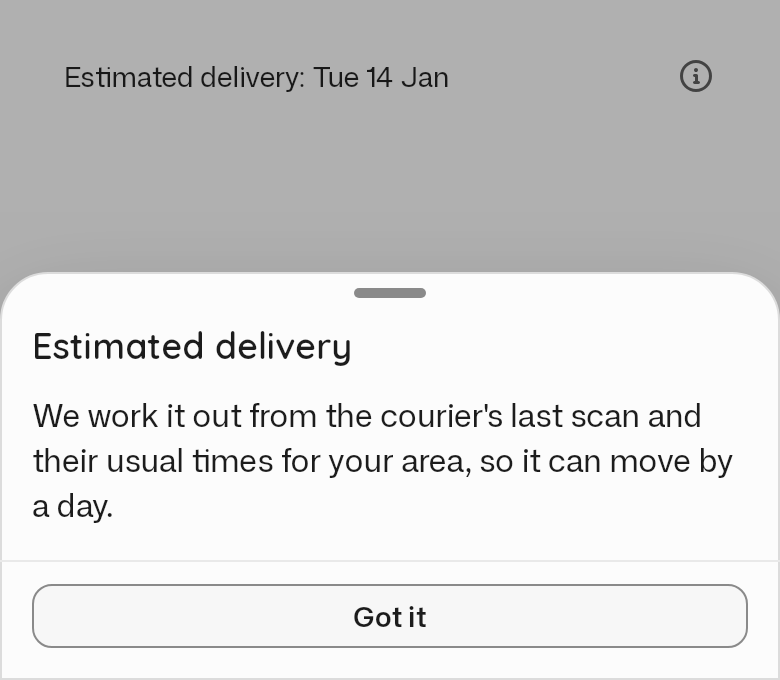 Estimated delivery: Tue 14 Jan
Estimated delivery
We work it out from the courier's last scan and
their usual times for your area, so it can move by
a day.
Got it